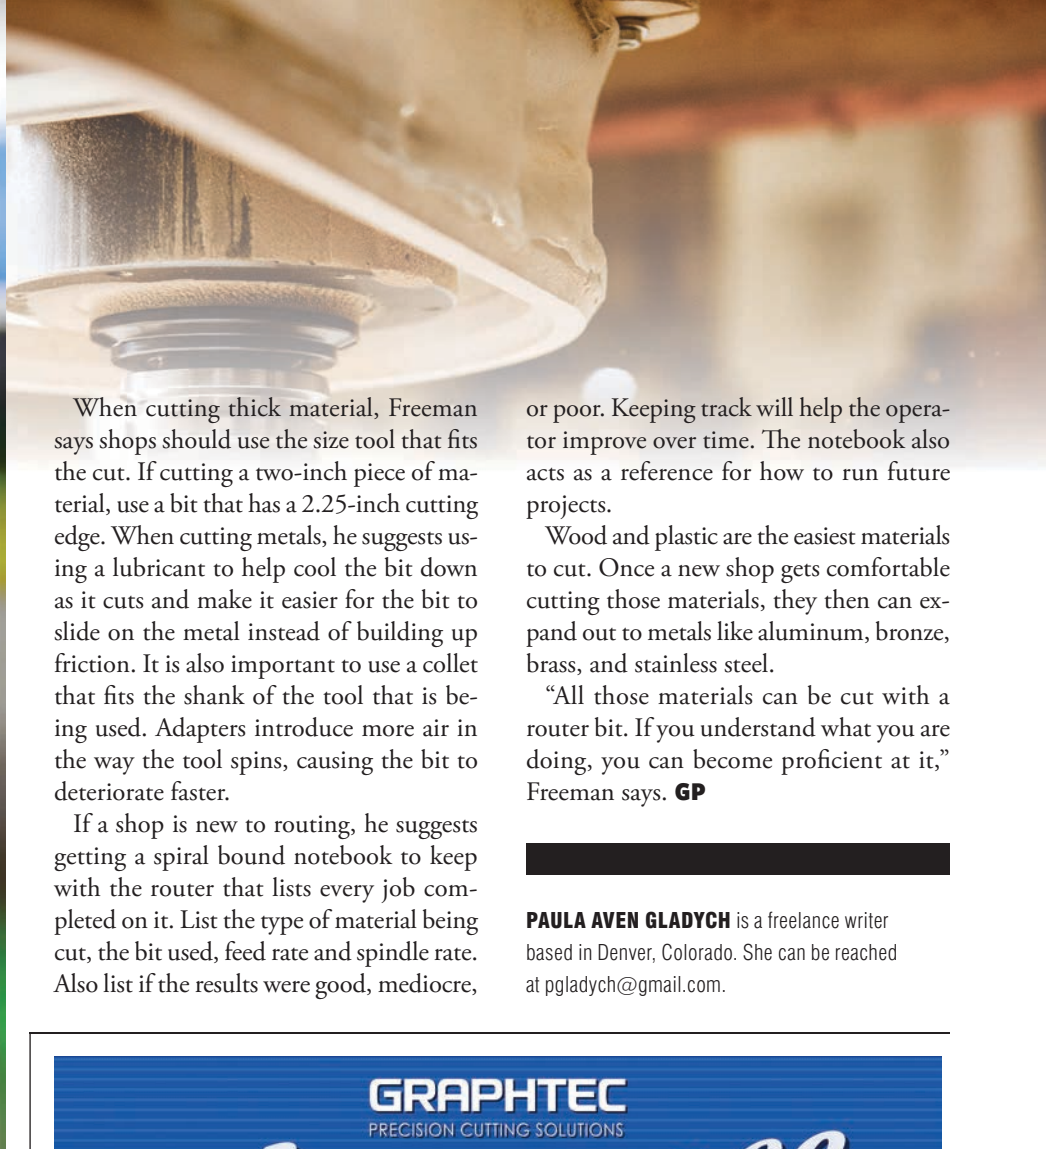 When cutting thick material, Freeman
says shops should use the size tool that fits
the cut. If cutting a two-inch piece of ma-
terial, use a bit that has a 2.25-inch cutting
edge. When cutting metals, he suggests us-
ing a lubricant to help cool the bit down
as it cuts and make it easier for the bit to
slide on the metal instead of building up
friction. It is also important to use a collet
that fits the shank of the tool that is be-
ing used. Adapters introduce more air in
the way the tool spins, causing the bit to
deteriorate faster.
If a shop is new to routing, he suggests
getting a spiral bound notebook to keep
with the router that lists every job com-
pleted on it. List the type of material being
cut, the bit used, feed rate and spindle rate.
Also list if the results were good, mediocre,
or poor. Keeping track will help the opera-
tor improve over time. The notebook also
acts as a reference for how to run future
projects.
Wood and plastic are the easiest materials
to cut. Once a new shop gets comfortable
cutting those materials, they then can ex-
pand out to metals like aluminum, bronze,
brass, and stainless steel.
“All those materials can be cut with a
router bit. If you understand what you are
doing, you can become proficient at it,”
Freeman says. GP
PAULA AVEN GLADYCH is a freelance writer
based in Denver, Colorado. She can be reached
at pgladych@gmail.com.
GRAPHTEC
PRECISION CUTTING SOLUTIONS